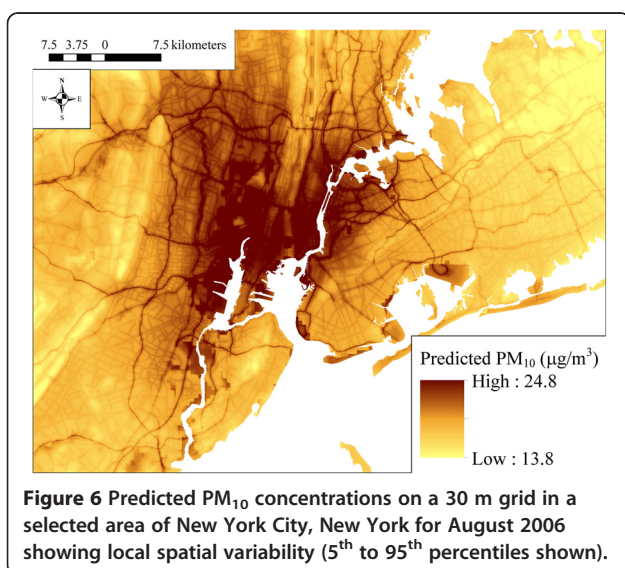 7.5 3.75 0 7.5 kilometers
N
W E
S
Predicted PM₁₀ (µg/m³)
High : 24.8
Low : 13.8
Figure 6 Predicted PM₁₀ concentrations on a 30 m grid in a
selected area of New York City, New York for August 2006
showing local spatial variability (5ᵗʰ to 95ᵗʰ percentiles shown).